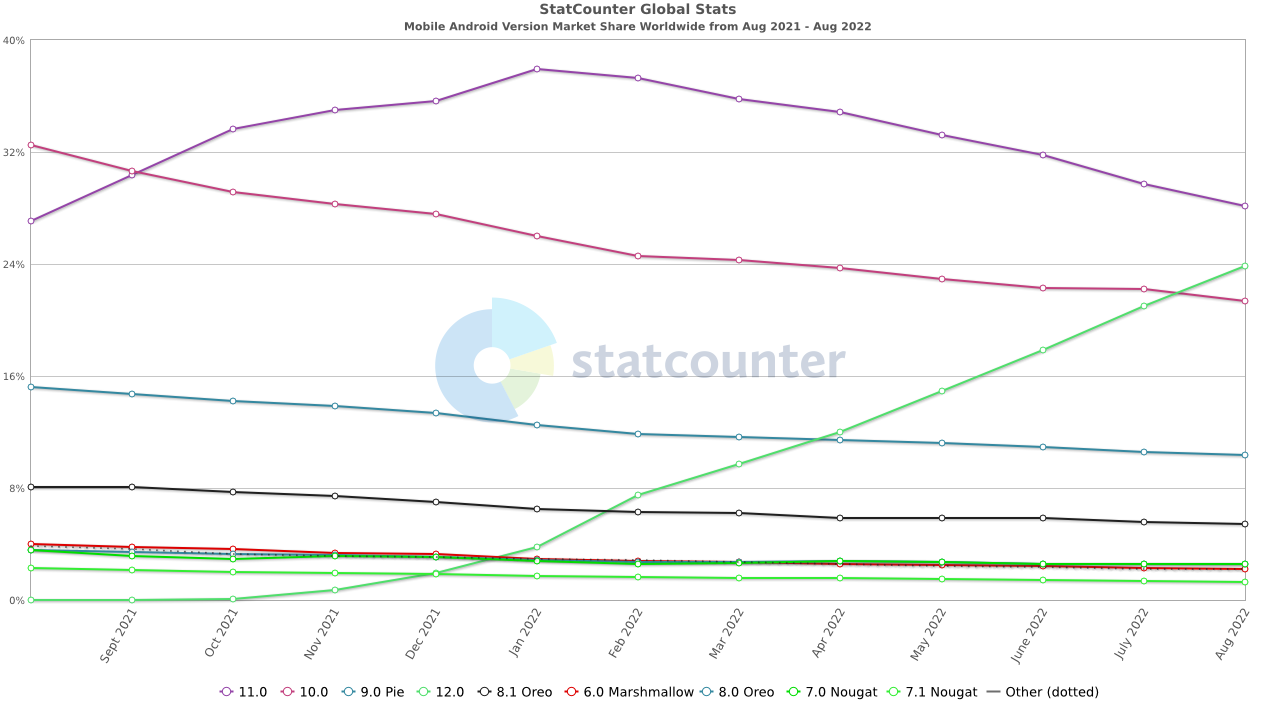 StatCounter Global Stats
Mobile Android Version Market Share Worldwide from Aug 2021 - Aug 2022
40%
32%
24%
16%
8%
0%
statcounter
Sept 2021
Oct 2021
Nov 2021
Dec 2021
Jan 2022
Feb 2022
Mar 2022
Apr 2022
May 2022
June 2022
July 2022
Aug 2022
11.0 10.0 9.0 Pie 12.0 8.1 Oreo 6.0 Marshmallow 8.0 Oreo 7.0 Nougat 7.1 Nougat Other (dotted)